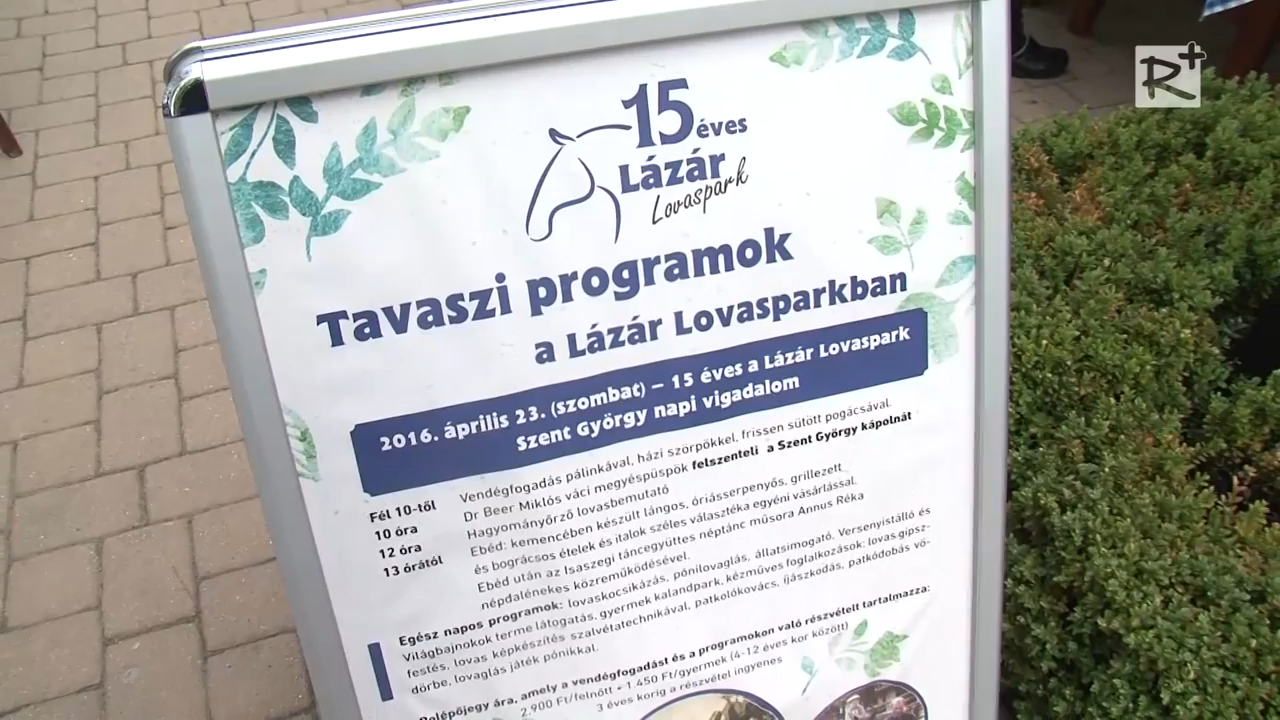 R+
15 éves
Lázár
Lovaspark
Tavaszi programok
a Lázár Lovasparkban
2016. április 23. (szombat) – 15 éves a Lázár Lovaspark
Szent György napi vigadalom
Fél 10-től Vendégfogadás pálinkával, házi szörpökkel, frissen sütött pogácsával.
10 óra Dr Beer Miklós váci megyéspüspök felszenteli a Szent György kápolnát
12 óra Hagyományőrző lovasbemutató
13 órától Ebéd: kemencében készült lángos, óriásserpenyős, grillezett
és bográcsos ételek és italok széles választéka egyéni vásárlással.
Ebéd után az Isaszegi táncegyüttes néptánc műsora Annus Réka
népdalénekes közreműködésével.
Egész napos programok: lovaskocsikázás, pónilovaglás, állatsimogató. Versenyistálló és
Világbajnokok terme látogatás, gyermek kalandpark, kézműves foglalkozások: lovas gipsz-
festés, lovas képkészítés szalvétatechnikával, patkolókovács, íjászkodás, patkódobás vö-
dörbe, lovaglás játék pónikkal.
Belépőjegy ára, amely a vendégfogadást és a programokon való részvételt tartalmazza:
2.900 Ft/felnőtt • 1 450 Ft/gyermek (4-12 éves kor között)
3 éves korig a részvétel ingyenes